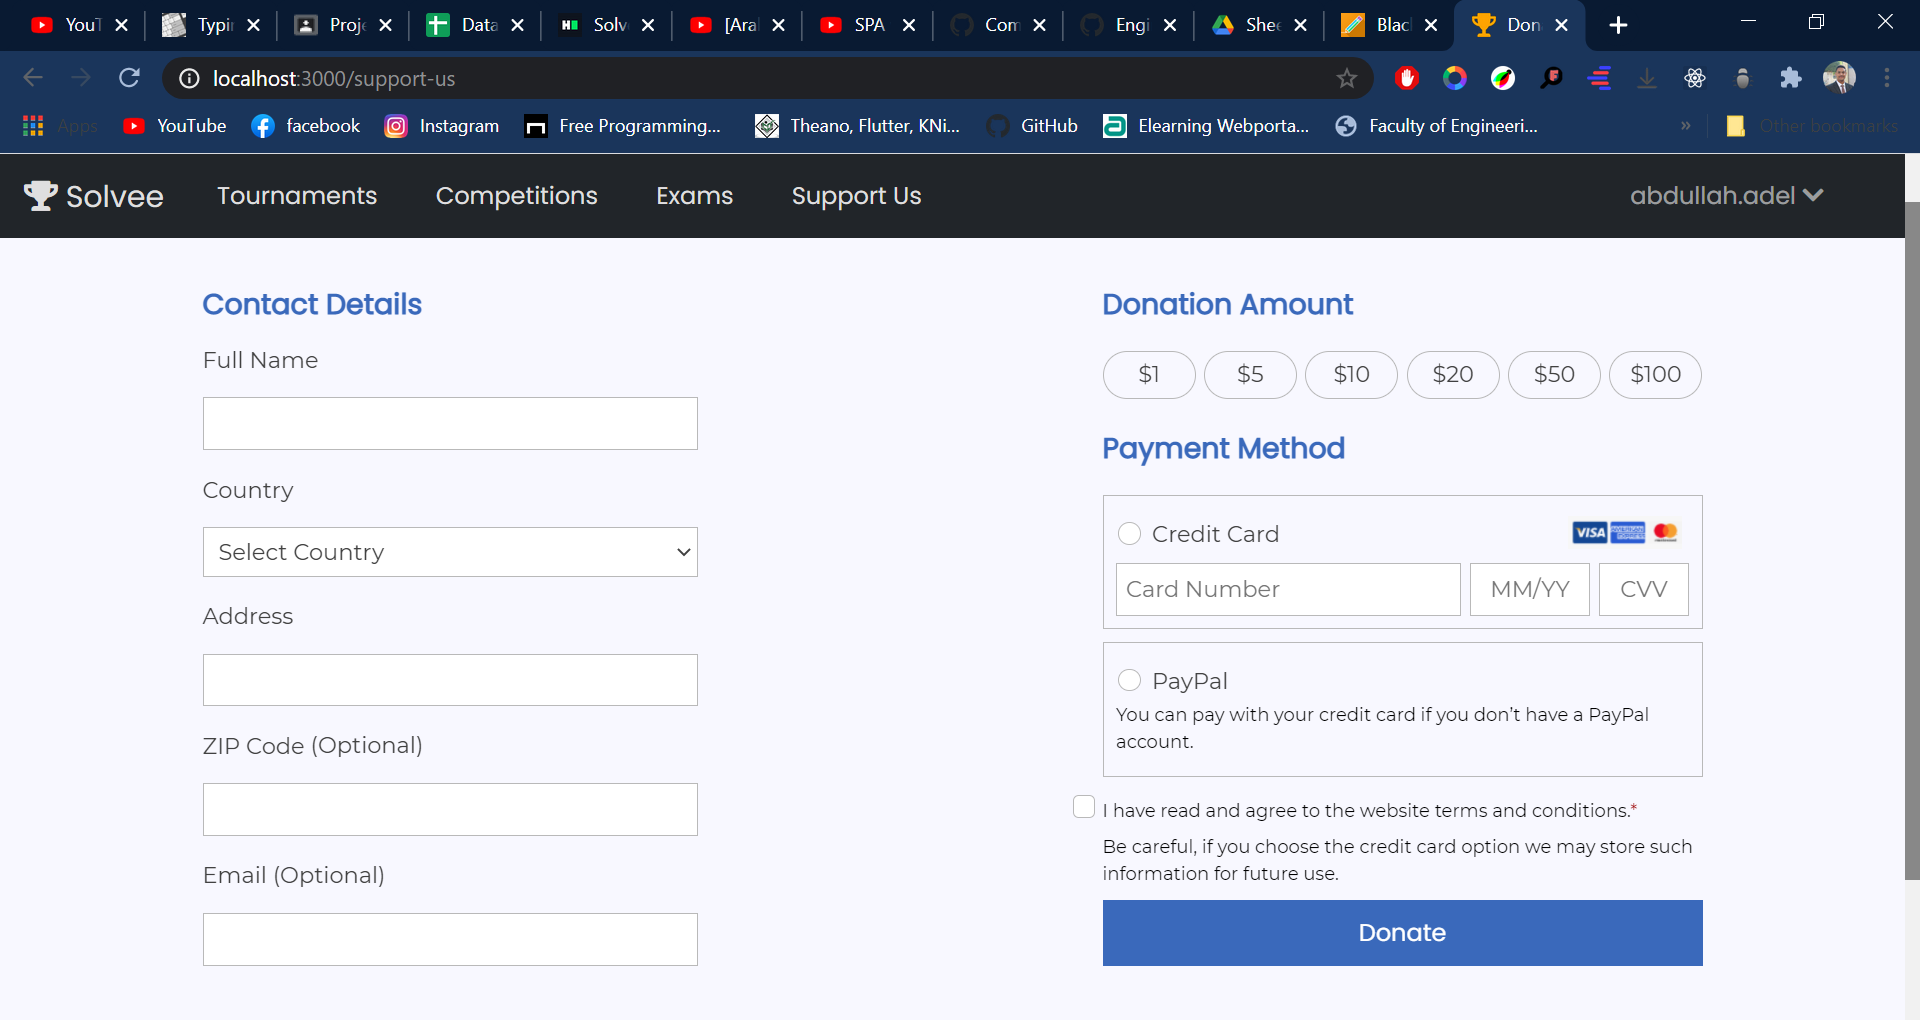 YouT
Typin
Proje
Data
Solv
[Ara
SPA
Com
Engi
Shee
Blac
Don
localhost:3000/support-us
Apps
YouTube
facebook
Instagram
Free Programming...
Theano, Flutter, KNi...
GitHub
Elearning Webporta...
Faculty of Engineeri...
»
Other bookmarks
Solvee
Tournaments
Competitions
Exams
Support Us
abdullah.adel
Contact Details
Full Name
Country
Select Country
Address
ZIP Code (Optional)
Email (Optional)
Donation Amount
$1
$5
$10
$20
$50
$100
Payment Method
Credit Card
VISA
Card Number
MM/YY
CVV
PayPal
You can pay with your credit card if you don’t have a PayPal
account.
I have read and agree to the website terms and conditions.*
Be careful, if you choose the credit card option we may store such
information for future use.
Donate